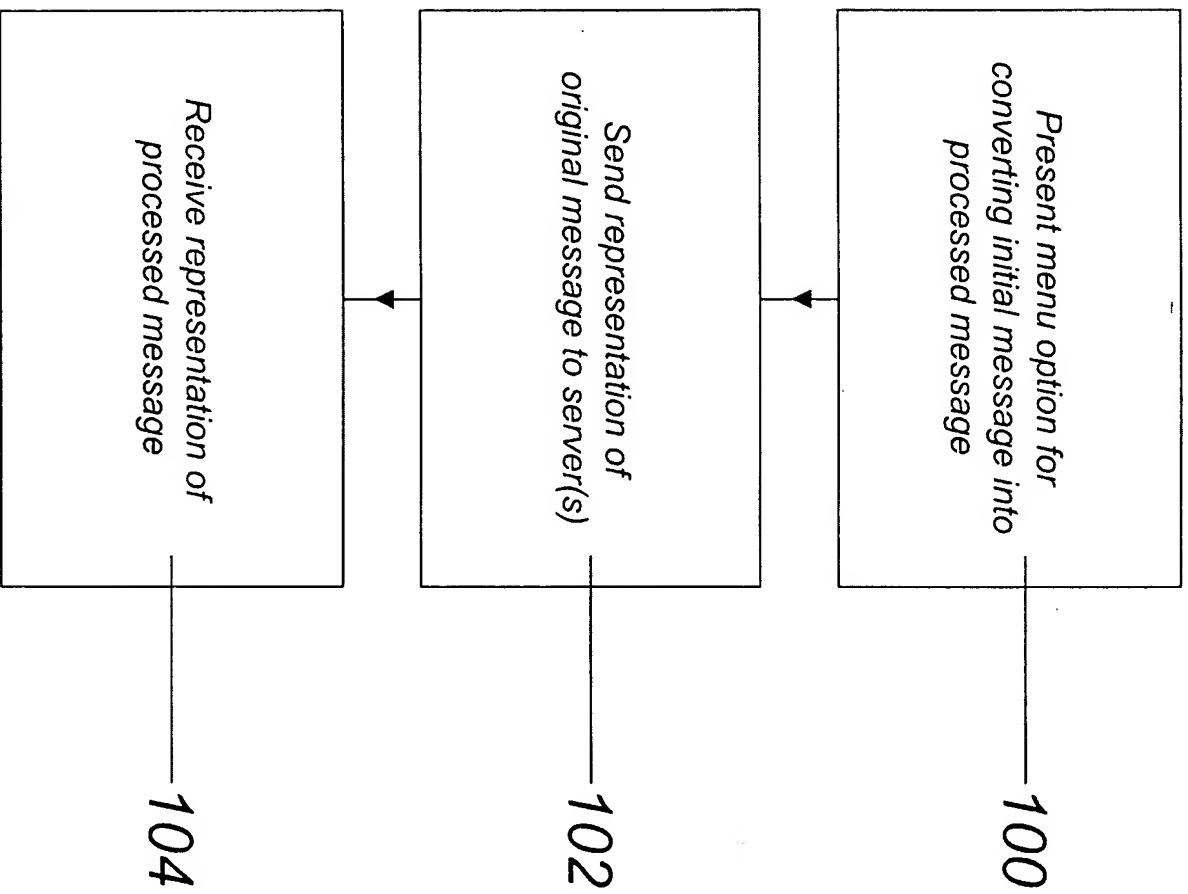 Present menu option for
converting initial message into
processed message
100
Send representation of
original message to server(s)
102
Receive representation of
processed message
104